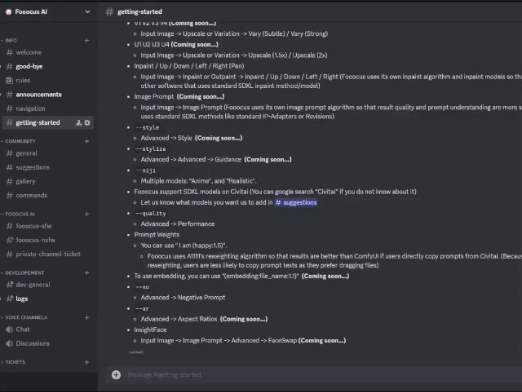 Fooocus AI
# getting-started
INFO
welcome
good-bye
rules
announcements
navigation
getting-started
COMMUNITY
general
suggestions
gallery
commands
FOOOCUS AI
fooocus-sfw
fooocus-nsfw
private-channel-ticket
DEVELOPEMENT
dev-general
logs
VOICE CHANNELS
Chat
Discussions
TICKETS
V1 V2 V3 V4 (Coming soon...)
Input Image -> Upscale or Variation -> Vary (Subtle) / Vary (Strong)
U1 U2 U3 U4 (Coming soon...)
Input Image -> Upscale or Variation -> Upscale (1.5x) / Upscale (2x)
Inpaint / Up / Down / Left / Right (Pan)
Input Image -> Inpaint or Outpaint -> Inpaint / Up / Down / Left / Right (Fooocus uses its own inpaint algorithm and inpaint models so
other software that uses standard SDXL inpaint method/model)
Image Prompt (Coming soon...)
Input Image -> Image Prompt (Fooocus uses its own image prompt algorithm so that result quality and prompt understanding are more
uses standard SDXL methods like standard IP-Adapters or Revisions)
--style
Advanced -> Style (Coming soon...)
--stylize
Advanced -> Advanced -> Guidance (Coming soon...)
--niji
Multiple models: "Anime", and "Realistic".
Fooocus support SDXL models on Civitai (You can google search "Civitai" if you do not know about it)
Let us know what models you want us to add in # suggestions
--quality
Advanced -> Performance
Prompt Weights
You can use "I am (happy:1.5)".
Fooocus uses A1111's reweighting algorithm so that results are better than ComfyUI if users directly copy prompts from Civitai. (Becau
reweighting, users are less likely to copy prompt texts as they prefer dragging files)
To use embedding, you can use "(embedding:file_name:1.1)" (Coming soon...)
--no
Advanced -> Negative Prompt
--ar
Advanced -> Aspect Ratios (Coming soon...)
InsightFace
Input Image -> Image Prompt -> Advanced -> FaceSwap (Coming soon...)
(edited)
Message #getting-started